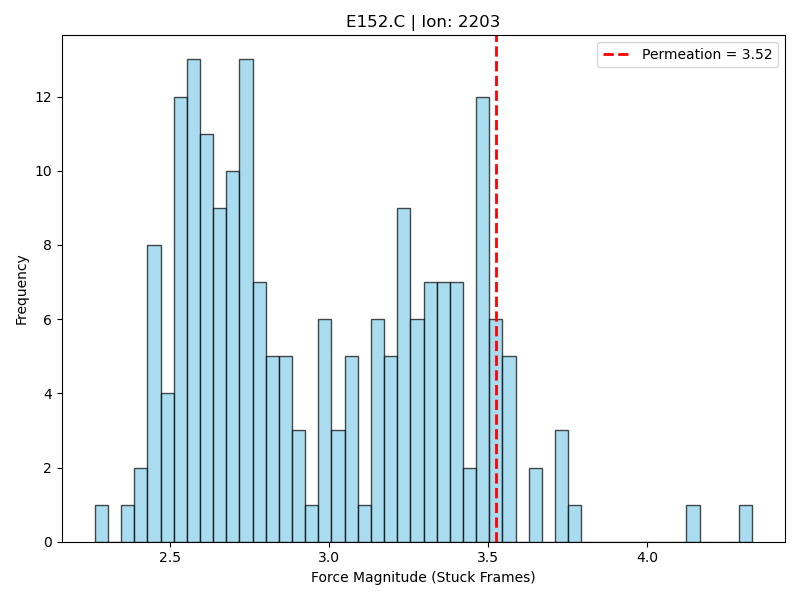 E152.C | Ion: 2203
Permeation = 3.52
Frequency
12
10
8
6
4
2
0
2.5 3.0 3.5 4.0
Force Magnitude (Stuck Frames)